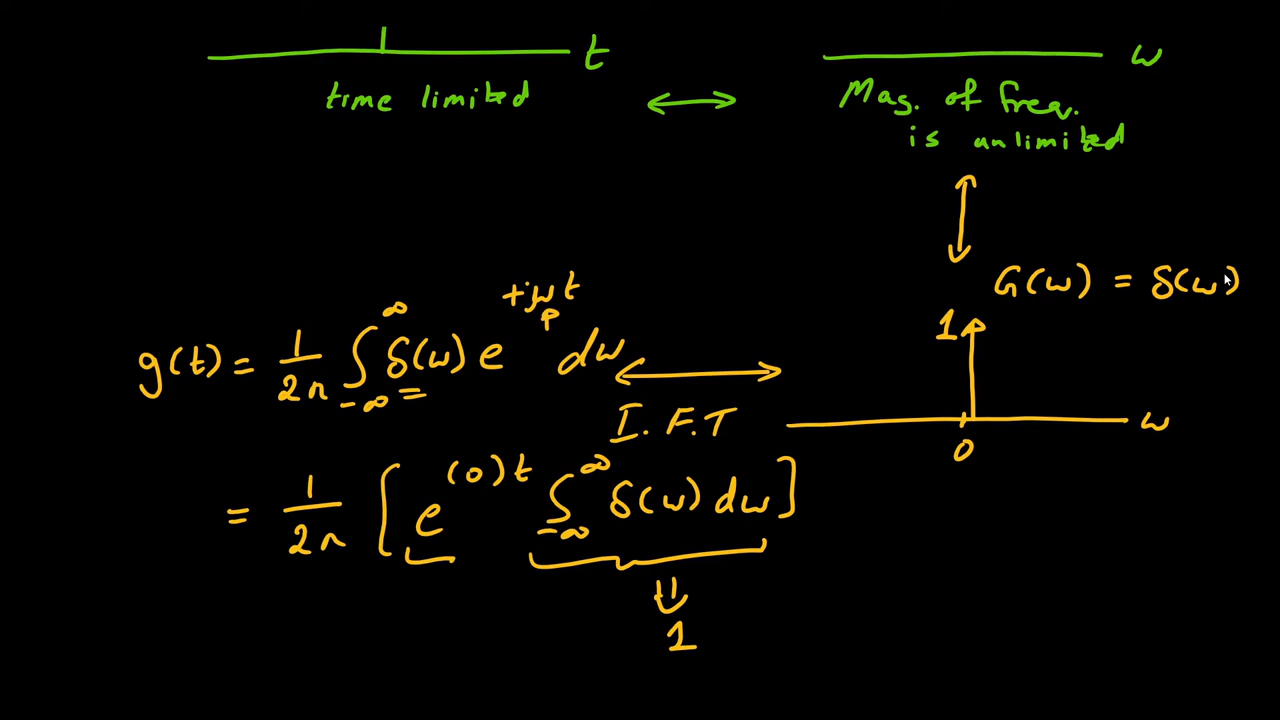 t
ω
time limited ↔ Mag. of freq.
is unlimited
G(ω) = δ(ω)
1
g(t) = 1/2π ∫_{-∞}^{∞} δ(ω) e^{+jωt} dω
I.F.T
ω
0
= 1/2π [e^{(0)t} ∫_{-∞}^{∞} δ(ω) dω]
1